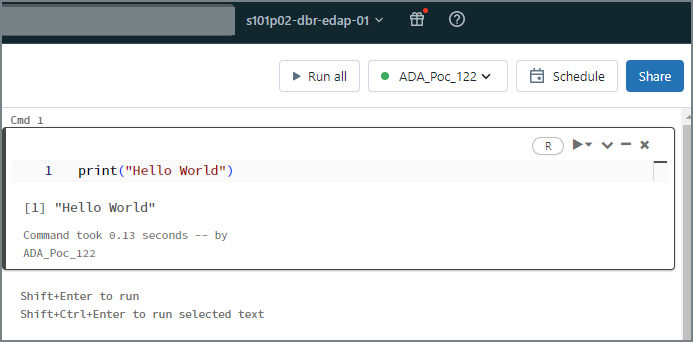 s101p02-dbr-edap-01
Run all
ADA_Poc_122
Schedule
Share
Cmd 1
R
1 print("Hello World")
[1] "Hello World"
Command took 0.13 seconds -- by
ADA_Poc_122
Shift+Enter to run
Shift+Ctrl+Enter to run selected text